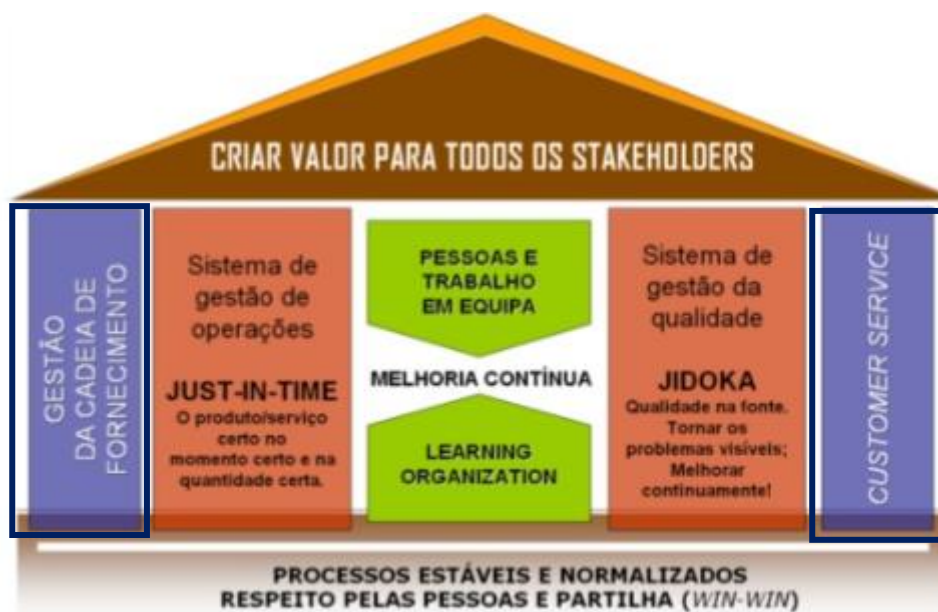 CRIAR VALOR PARA TODOS OS STAKEHOLDERS
GESTÃO
DA CADEIA DE
FORNECIMENTO
Sistema de
gestão de
operações
JUST-IN-TIME
O produto/serviço
certo no
momento certo e na
quantidade certa.
PESSOAS E
TRABALHO
EM EQUIPA
MELHORIA CONTÍNUA
LEARNING
ORGANIZATION
Sistema de
gestão da
qualidade
JIDOKA
Qualidade na fonte.
Tornar os
problemas visíveis;
Melhorar
continuamente!
CUSTOMER SERVICE
PROCESSOS ESTÁVEIS E NORMALIZADOS
RESPEITO PELAS PESSOAS E PARTILHA (WIN-WIN)